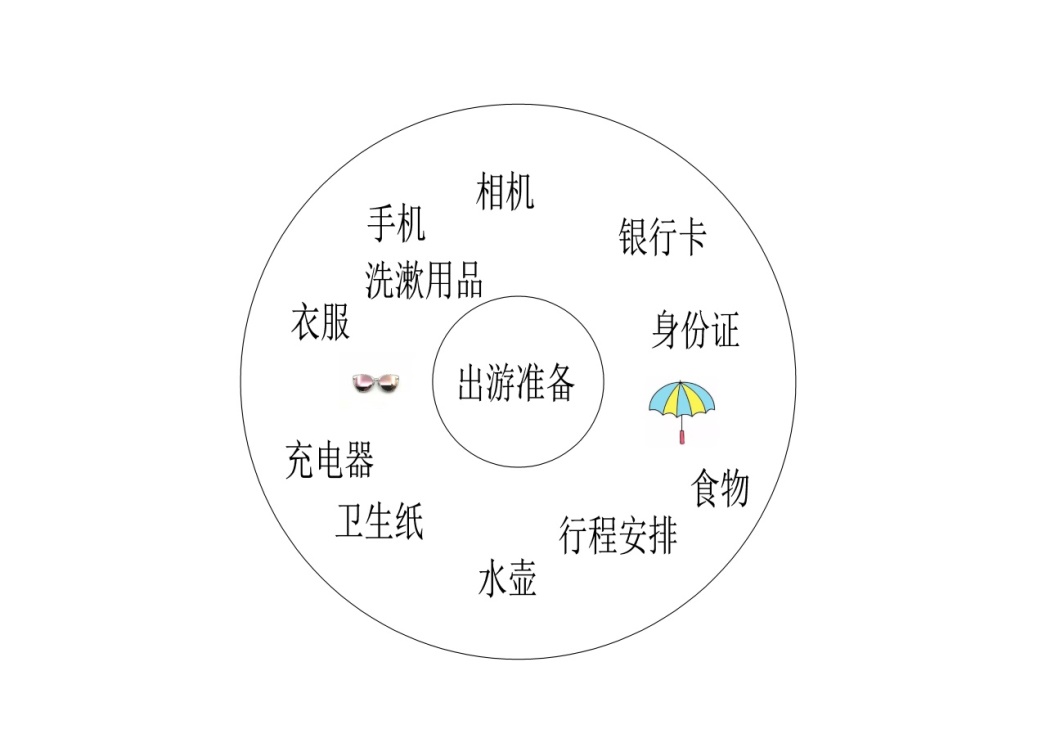 相机
手机
银行卡
洗漱用品
衣服
身份证
出游准备
充电器
食物
卫生纸
行程安排
水壶